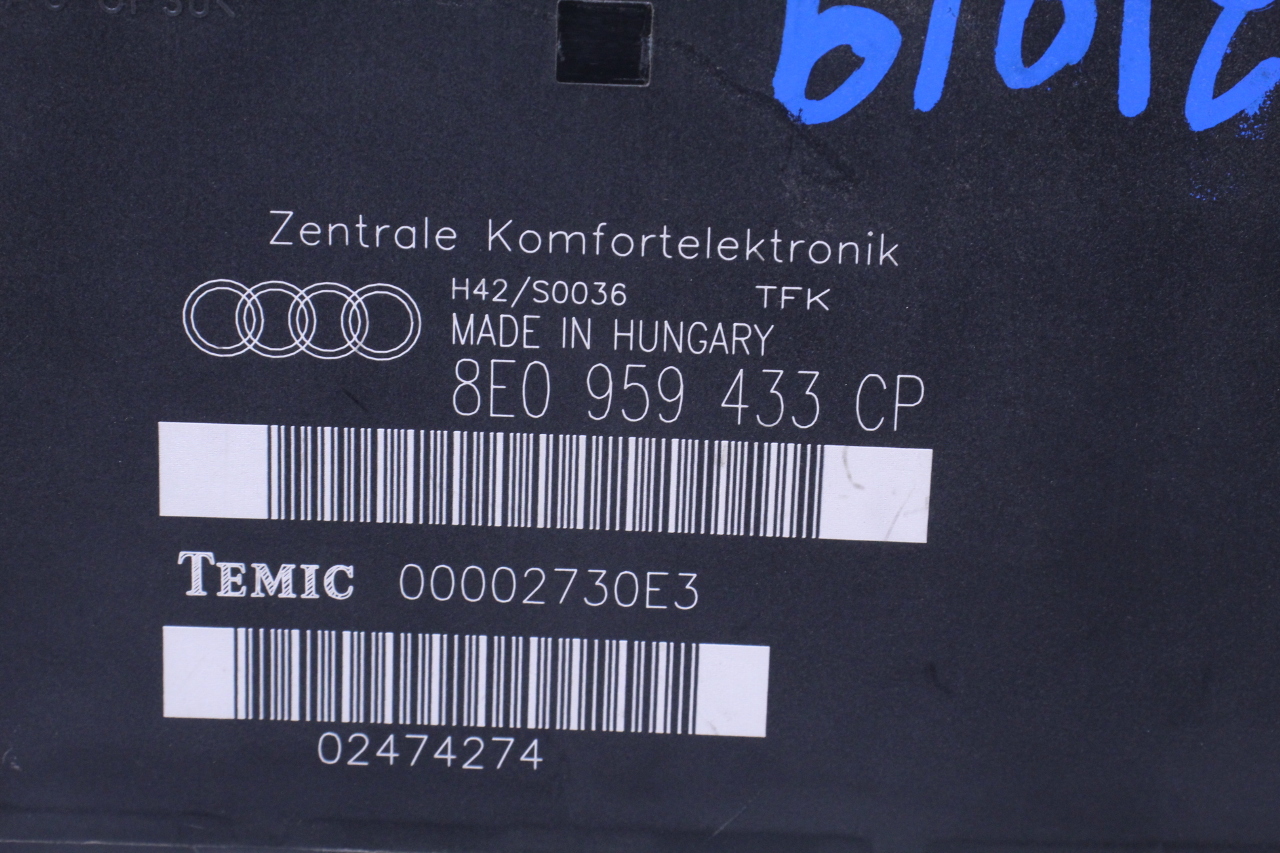 Zentrale Komfortelektronik
H42/S0036 TFK
MADE IN HUNGARY
8E0 959 433 CP
TEMIC 00002730E3
02474274